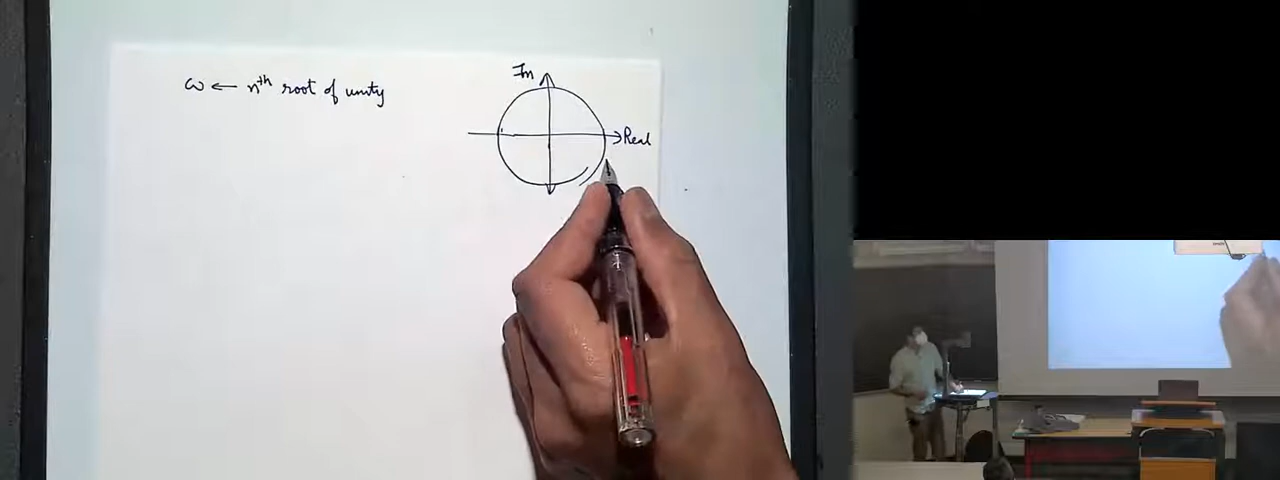 ω ← nth root of unity
Im
Real